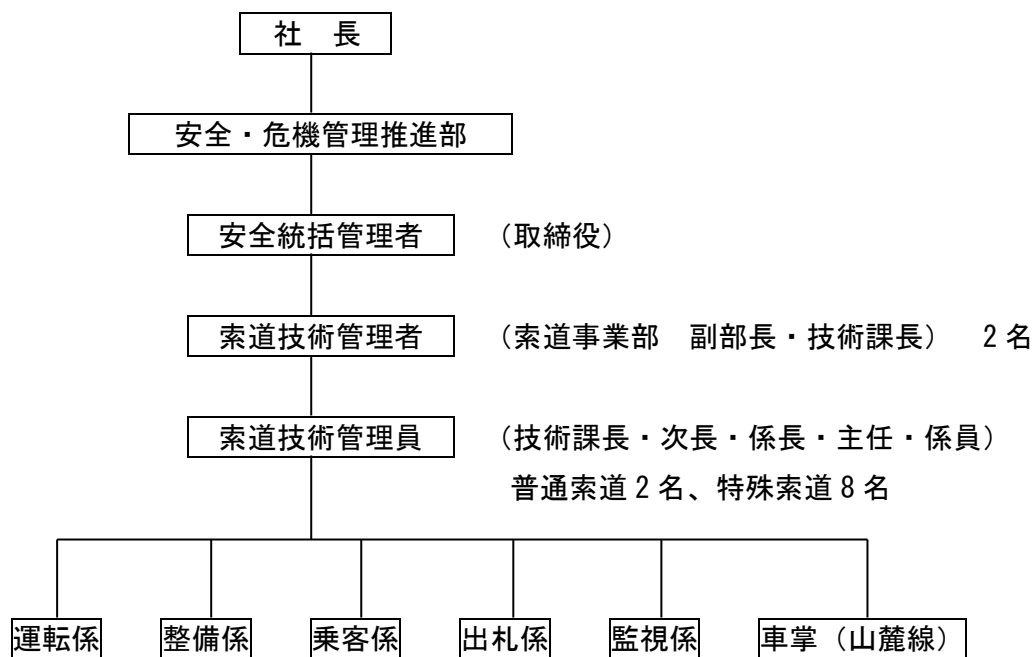 社　長
安全・危機管理推進部
安全統括管理者　（取締役）
索道技術管理者　（索道事業部　副部長・技術課長）　2名
索道技術管理員　（技術課長・次長・係長・主任・係員）
普通索道2名、特殊索道8名
運転係　整備係　乗客係　出札係　監視係　車掌（山麓線）